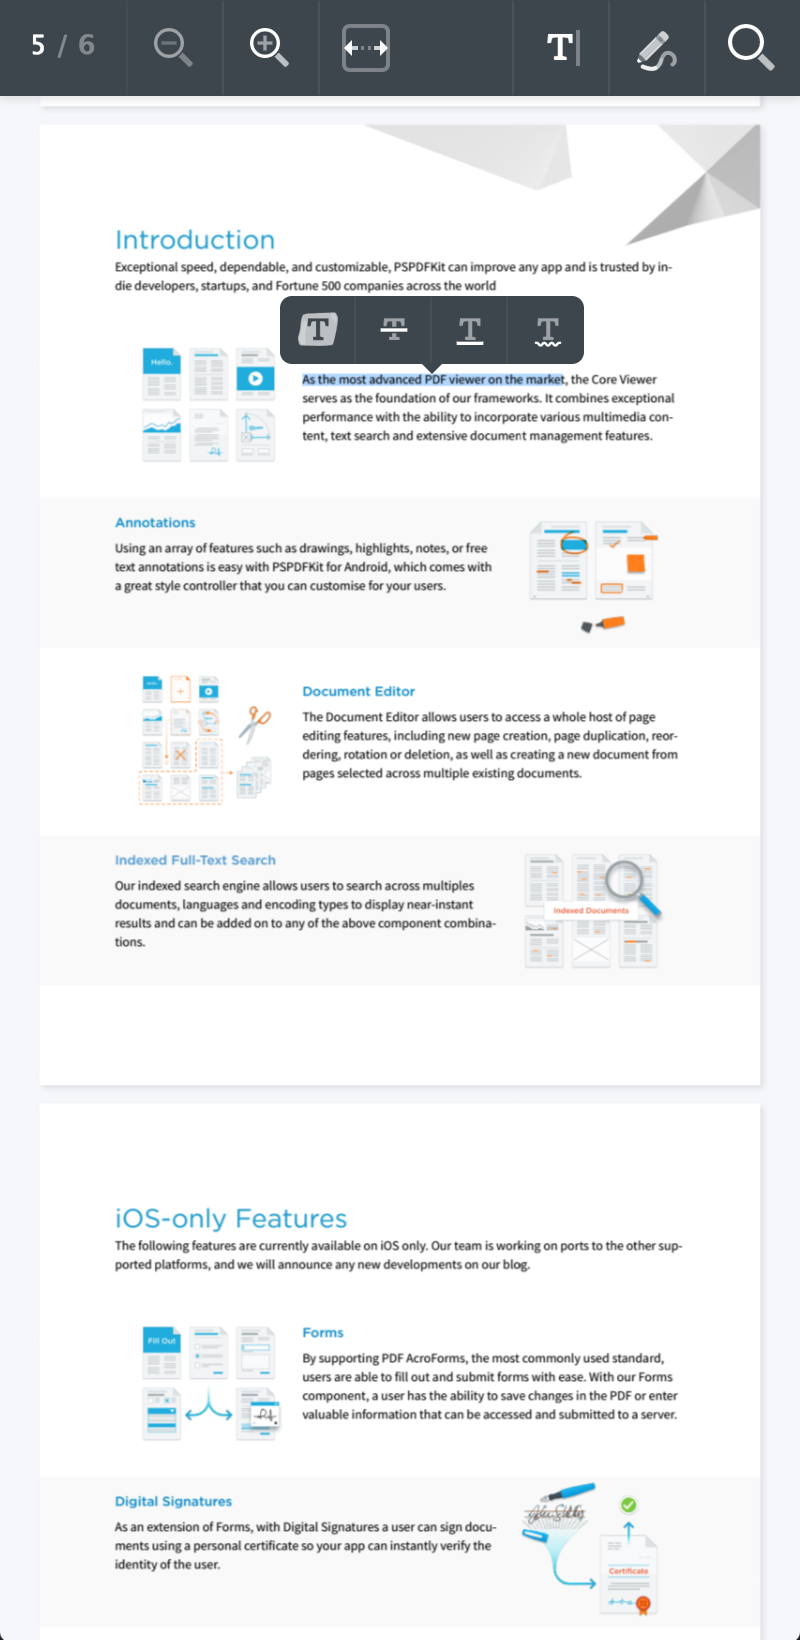 5 / 6
T
Introduction
Exceptional speed, dependable, and customizable, PSPDFKit can improve any app and is trusted by in-
die developers, startups, and Fortune 500 companies across the world
T T T T
Hello.
As the most advanced PDF viewer on the market, the Core Viewer
serves as the foundation of our frameworks. It combines exceptional
performance with the ability to incorporate various multimedia con-
tent, text search and extensive document management features.
Annotations
Using an array of features such as drawings, highlights, notes, or free
text annotations is easy with PSPDFKit for Android, which comes with
a great style controller that you can customise for your users.
Document Editor
The Document Editor allows users to access a whole host of page
editing features, including new page creation, page duplication, reor-
dering, rotation or deletion, as well as creating a new document from
pages selected across multiple existing documents.
Indexed Full-Text Search
Our indexed search engine allows users to search across multiples
documents, languages and encoding types to display near-instant
results and can be added on to any of the above component combina-
tions.
Indexed Documents
iOS-only Features
The following features are currently available on iOS only. Our team is working on ports to the other sup-
ported platforms, and we will announce any new developments on our blog.
Fill Out
Forms
By supporting PDF AcroForms, the most commonly used standard,
users are able to fill out and submit forms with ease. With our Forms
component, a user has the ability to save changes in the PDF or enter
valuable information that can be accessed and submitted to a server.
Digital Signatures
As an extension of Forms, with Digital Signatures a user can sign docu-
ments using a personal certificate so your app can instantly verify the
identity of the user.
Certificate